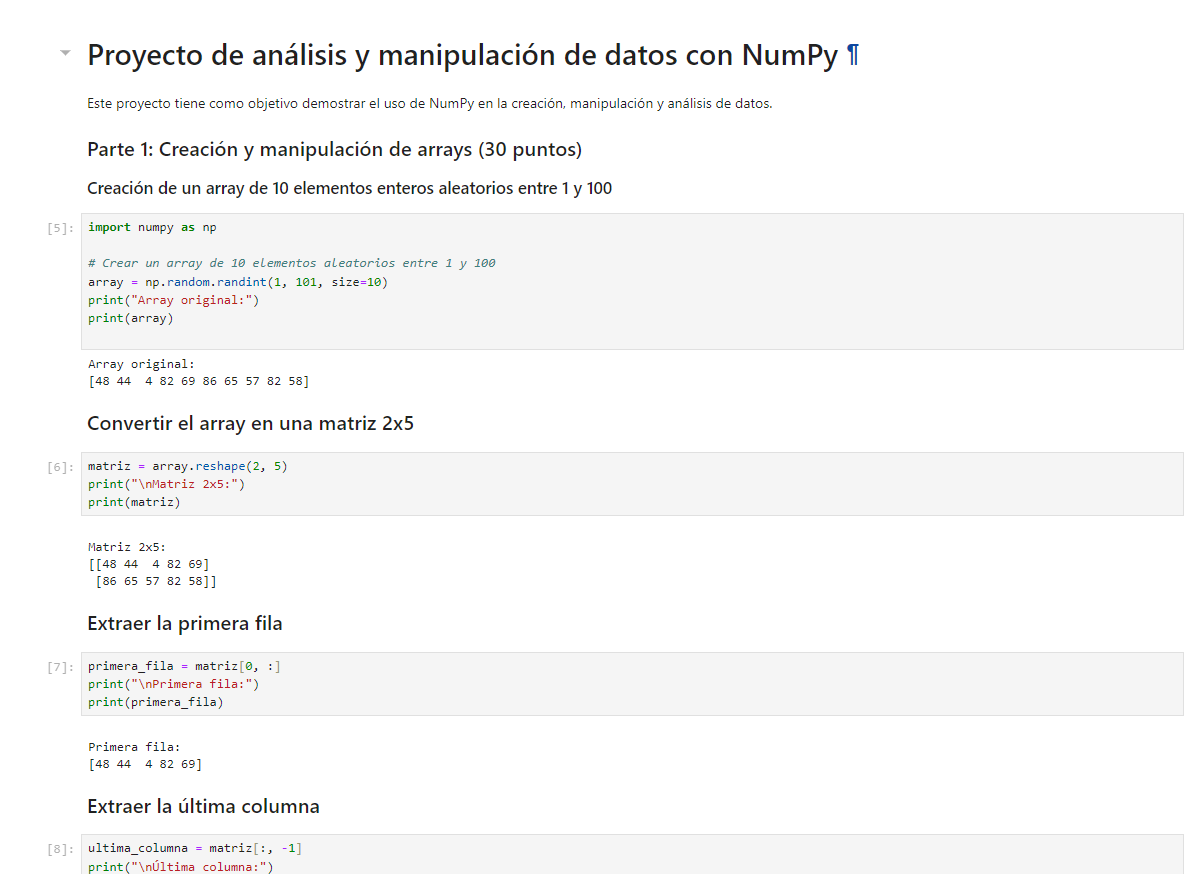 Proyecto de análisis y manipulación de datos con NumPy ¶
Este proyecto tiene como objetivo demostrar el uso de NumPy en la creación, manipulación y análisis de datos.
Parte 1: Creación y manipulación de arrays (30 puntos)
Creación de un array de 10 elementos enteros aleatorios entre 1 y 100
[5]:
import numpy as np
# Crear un array de 10 elementos aleatorios entre 1 y 100
array = np.random.randint(1, 101, size=10)
print("Array original:")
print(array)
Array original:
[48 44  4 82 69 86 65 57 82 58]
Convertir el array en una matriz 2x5
[6]:
matriz = array.reshape(2, 5)
print("\nMatriz 2x5:")
print(matriz)
Matriz 2x5:
[[48 44  4 82 69]
 [86 65 57 82 58]]
Extraer la primera fila
[7]:
primera_fila = matriz[0, :]
print("\nPrimera fila:")
print(primera_fila)
Primera fila:
[48 44  4 82 69]
Extraer la última columna
[8]:
ultima_columna = matriz[:, -1]
print("\nÚltima columna:")